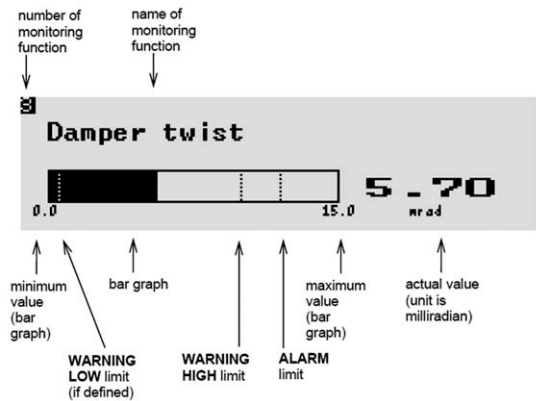 number of
monitoring
function
name of
monitoring
function
8
Damper twist
5.70
0.0
15.0
mrad
minimum
value
(bar
graph)
bar graph
maximum
value
(bar
graph)
actual value
(unit is
milliradian)
WARNING
LOW limit
(if defined)
WARNING
HIGH limit
ALARM
limit